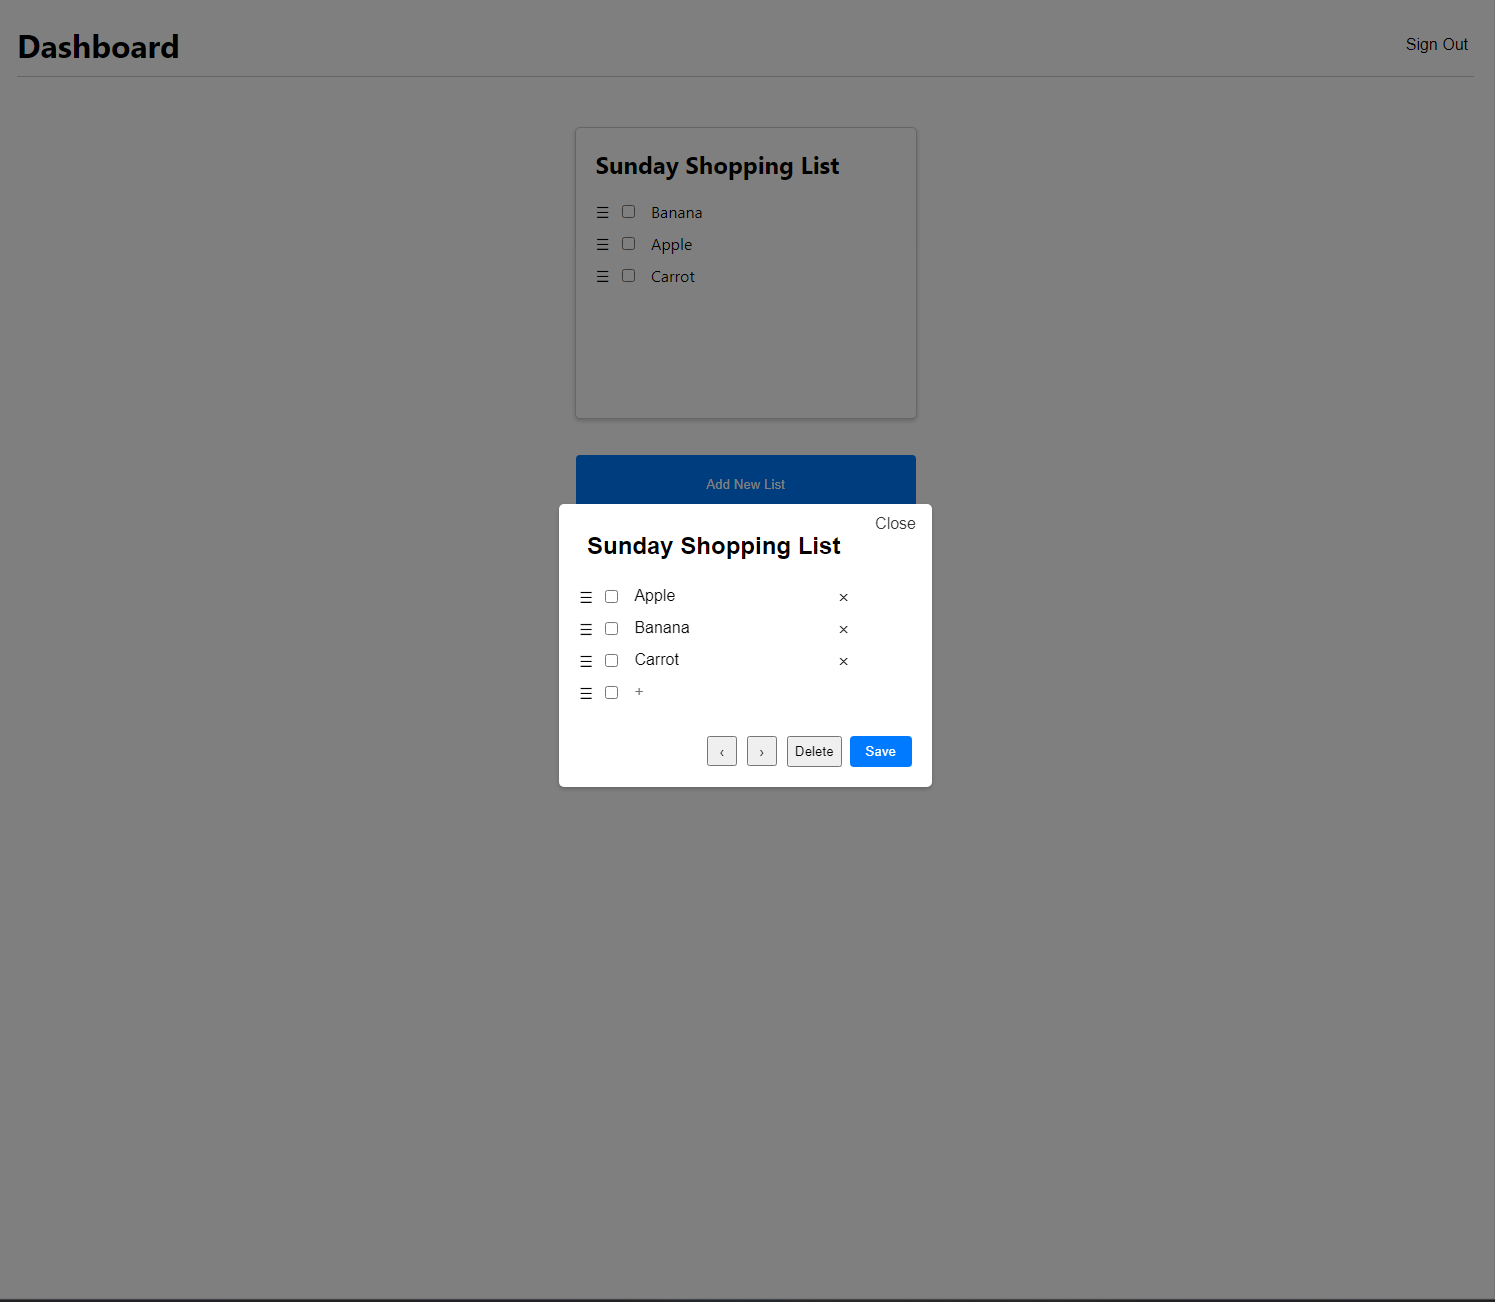 Dashboard
Sign Out
Sunday Shopping List
☰ Banana
☰ Apple
☰ Carrot
Add New List
Close
Sunday Shopping List
☰ Apple ×
☰ Banana ×
☰ Carrot ×
☰ +
‹ › Delete Save